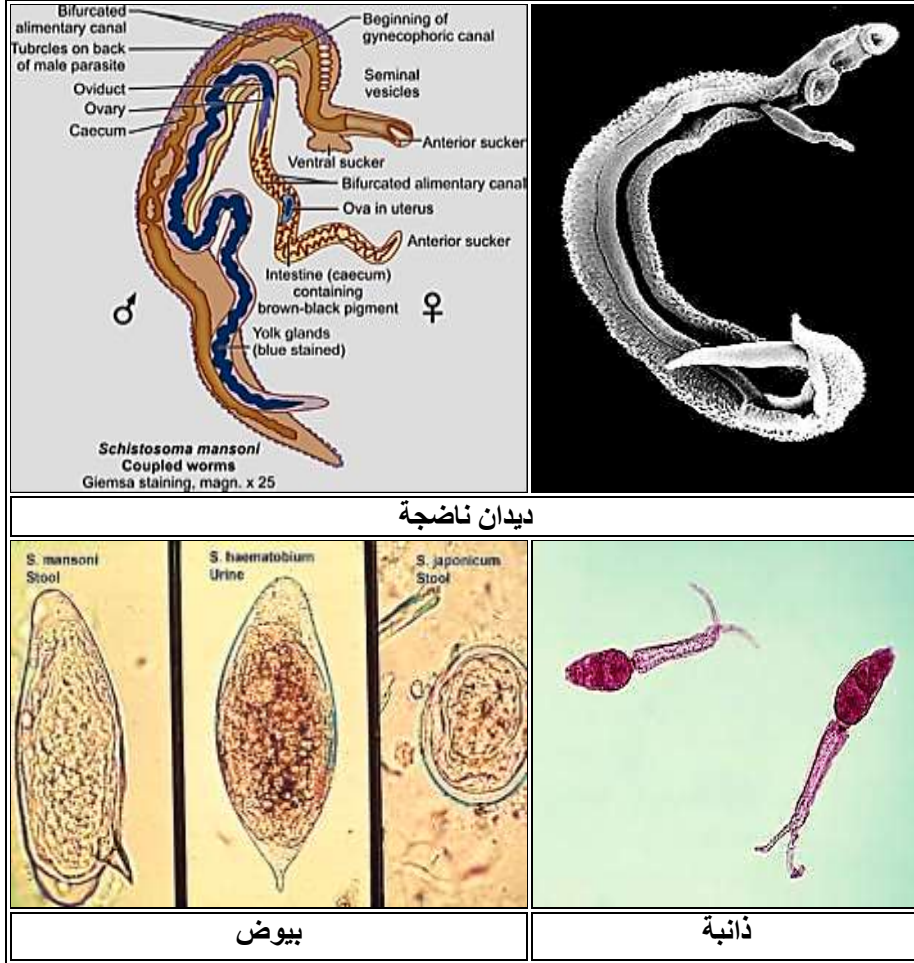 Bifurcated
alimentary canal
Tubrcles on back
of male parasite
Oviduct
Ovary
Caecum
Beginning of
gynecophoric canal
Seminal
vesicles
Anterior sucker
Ventral sucker
Bifurcated alimentary canal
Ova in uterus
Anterior sucker
Intestine (caecum)
containing
brown-black pigment
♂
♀
Yolk glands
(blue stained)
Schistosoma mansoni
Coupled worms
Giemsa staining, magn. x 25
ديدان ناضجة
S. mansoni
Stool
S. haematobium
Urine
S. japonicum
Stool
بيوض
ذانبة